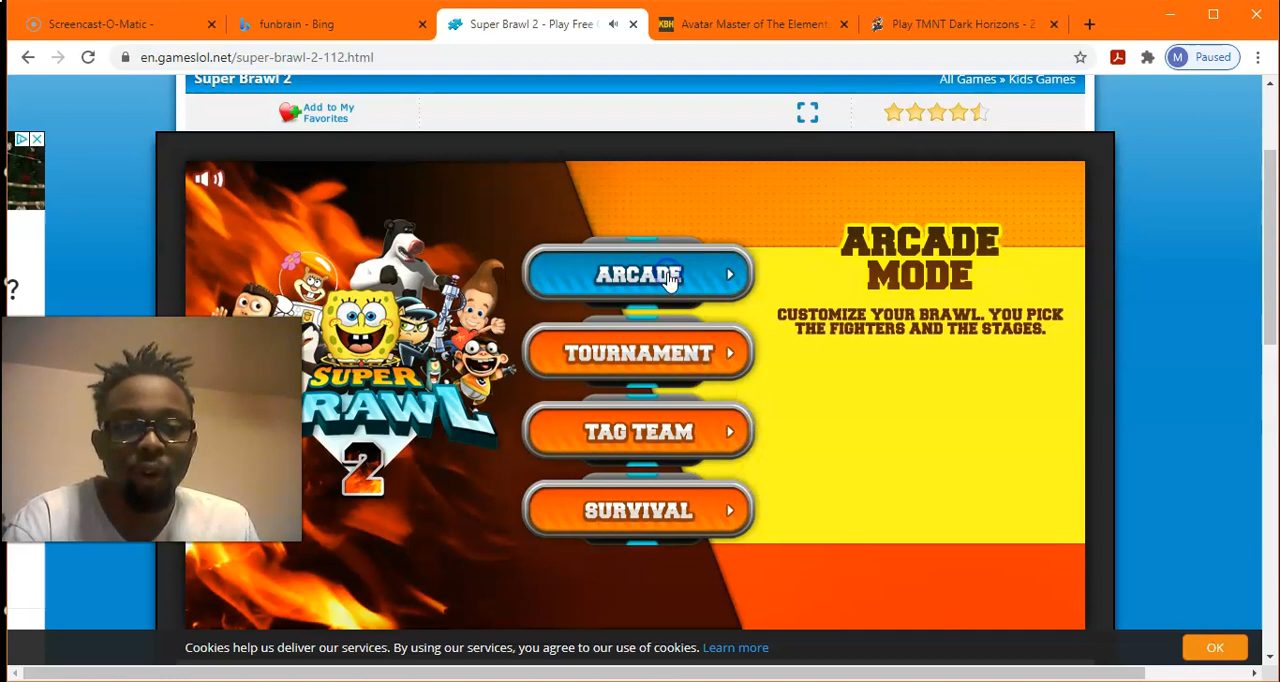 Screencast-O-Matic -
funbrain - Bing
Super Brawl 2 - Play Free
KBH
Avatar Master of The Element
Play TMNT Dark Horizons - 2
en.gameslol.net/super-brawl-2-112.html
M Paused
Super Brawl 2
All Games » Kids Games
Add to My
Favorites
?
ARCADE
TOURNAMENT
TAG TEAM
SURVIVAL
ARCADE
MODE
CUSTOMIZE YOUR BRAWL. YOU PICK
THE FIGHTERS AND THE STAGES.
SUPER
RAWL
2
Cookies help us deliver our services. By using our services, you agree to our use of cookies. Learn more
OK